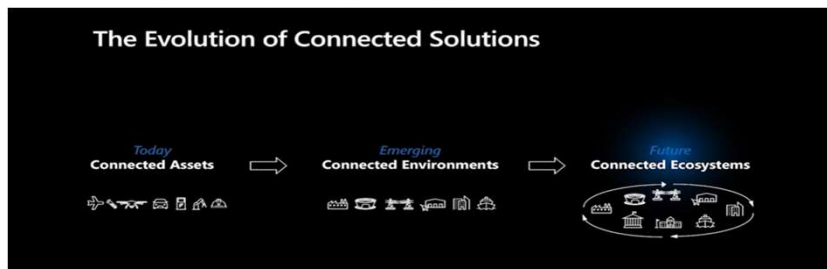 The Evolution of Connected Solutions
Today
Connected Assets
Emerging
Connected Environments
Future
Connected Ecosystems